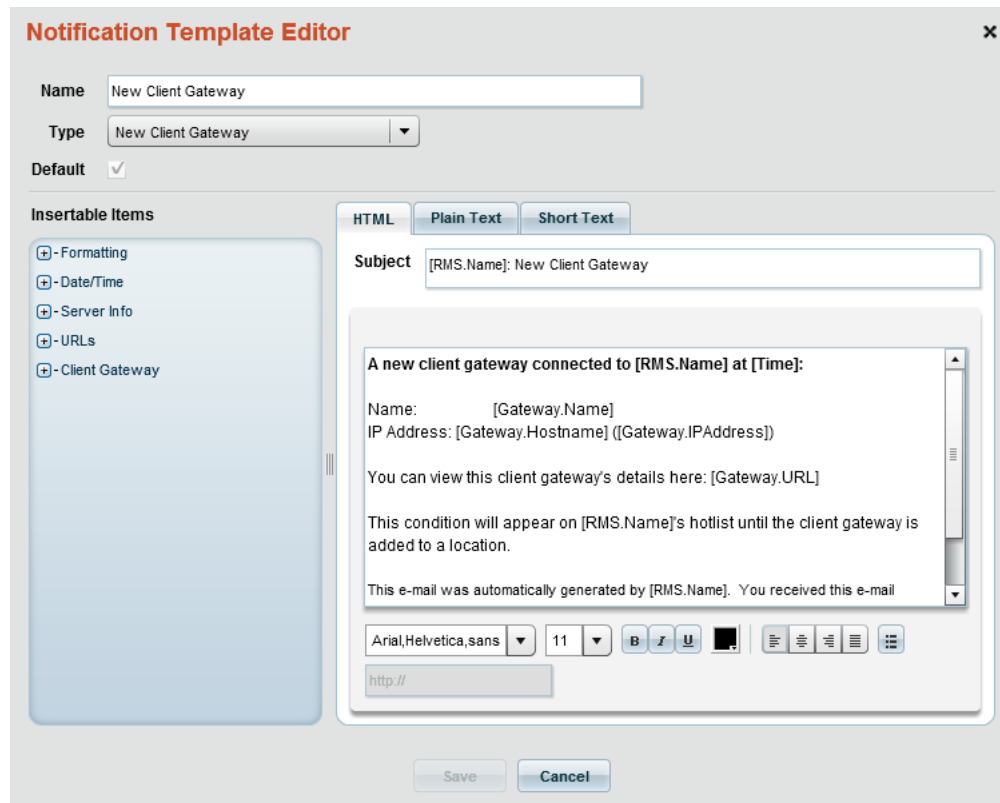 Notification Template Editor
Name
New Client Gateway
Type
New Client Gateway
Default
Insertable Items
Formatting
Date/Time
Server Info
URLs
Client Gateway
HTML
Plain Text
Short Text
Subject
[RMS.Name]: New Client Gateway
A new client gateway connected to [RMS.Name] at [Time]:
Name: [Gateway.Name]
IP Address: [Gateway.Hostname] ([Gateway.IPAddress])
You can view this client gateway's details here: [Gateway.URL]
This condition will appear on [RMS.Name]'s hotlist until the client gateway is
added to a location.
This e-mail was automatically generated by [RMS.Name]. You received this e-mail
Arial,Helvetica,sans
11
B I U
http://
Save
Cancel